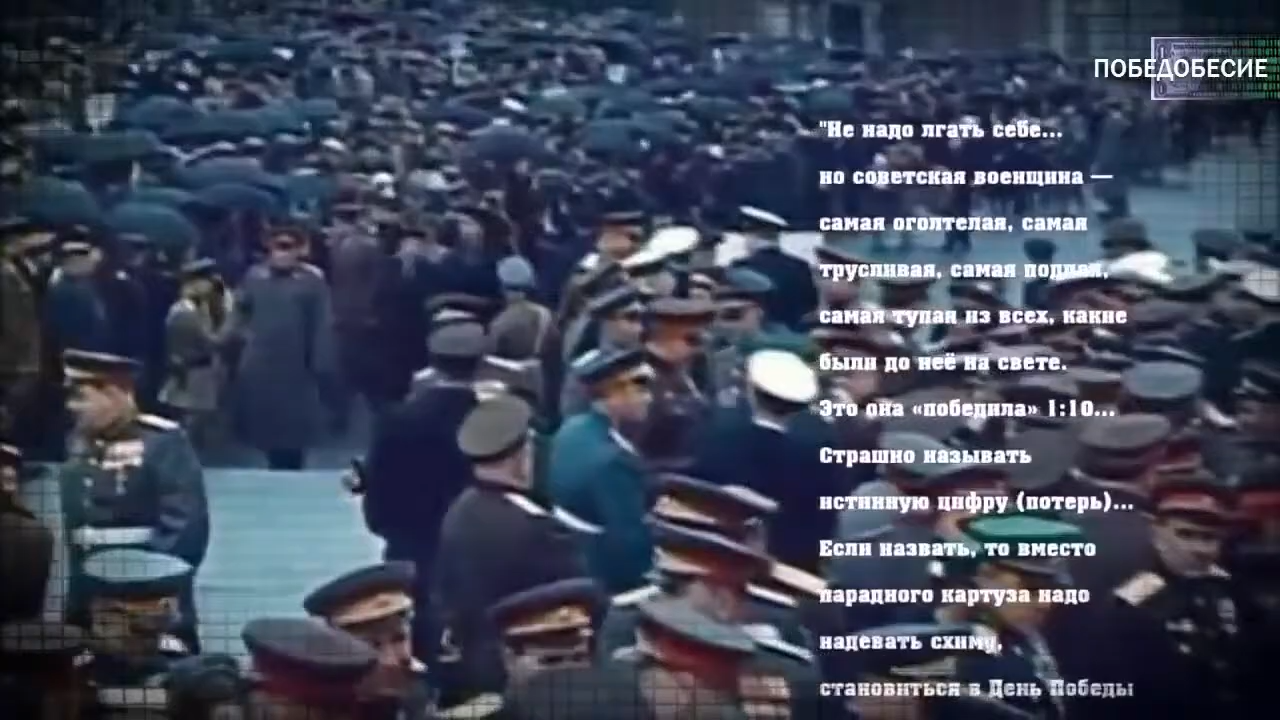 ПОБЕДОБЕСИЕ
"Не надо лгать себе...
но советская военщина —
самая оголтелая, самая
трусливая, самая подлая,
самая тупая из всех, какие
были до неё на свете.
Это она «победила» 1:10...
Страшно называть
истинную цифру (потерь)...
Если назвать, то вместо
парадного картуза надо
надевать схиму,
становиться в День Победы